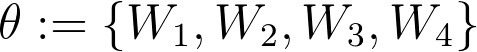 θ := {W₁, W₂, W₃, W₄}